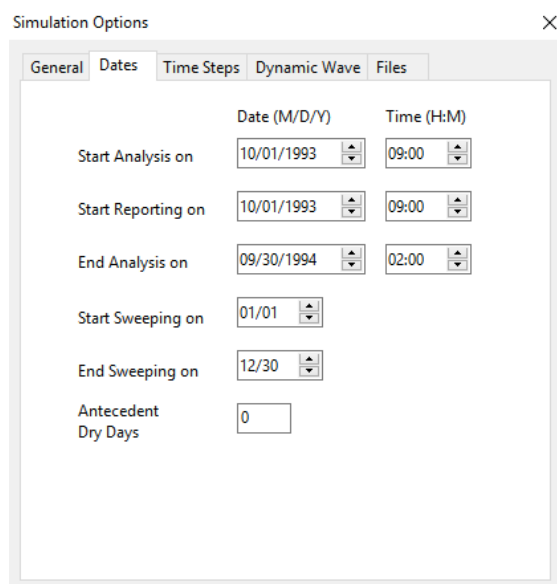 Simulation Options
General Dates Time Steps Dynamic Wave Files
Date (M/D/Y) Time (H:M)
Start Analysis on 10/01/1993 09:00
Start Reporting on 10/01/1993 09:00
End Analysis on 09/30/1994 02:00
Start Sweeping on 01/01
End Sweeping on 12/30
Antecedent
Dry Days 0